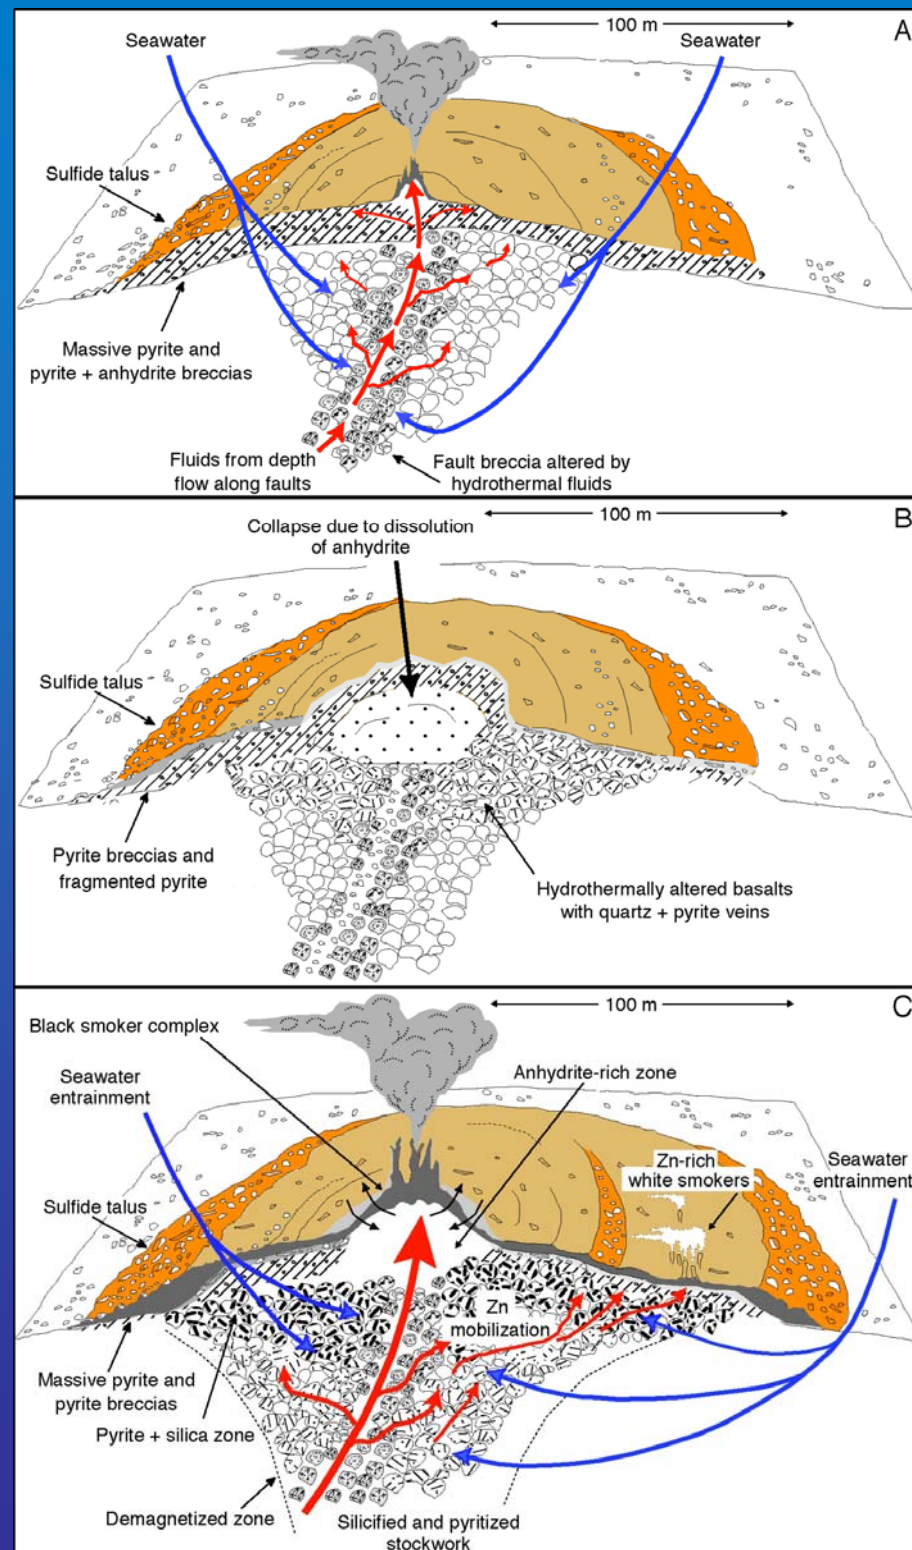 100 m
A
Seawater
Seawater
Sulfide talus
Massive pyrite and
pyrite + anhydrite breccias
Fluids from depth
flow along faults
Fault breccia altered by
hydrothermal fluids
100 m
B
Collapse due to dissolution
of anhydrite
Sulfide talus
Pyrite breccias and
fragmented pyrite
Hydrothermally altered basalts
with quartz + pyrite veins
100 m
C
Black smoker complex
Seawater
entrainment
Anhydrite-rich zone
Zn-rich
white smokers
Seawater
entrainment
Sulfide talus
Zn
mobilization
Massive pyrite and
pyrite breccias
Pyrite + silica zone
Demagnetized zone
Silicified and pyritized
stockwork